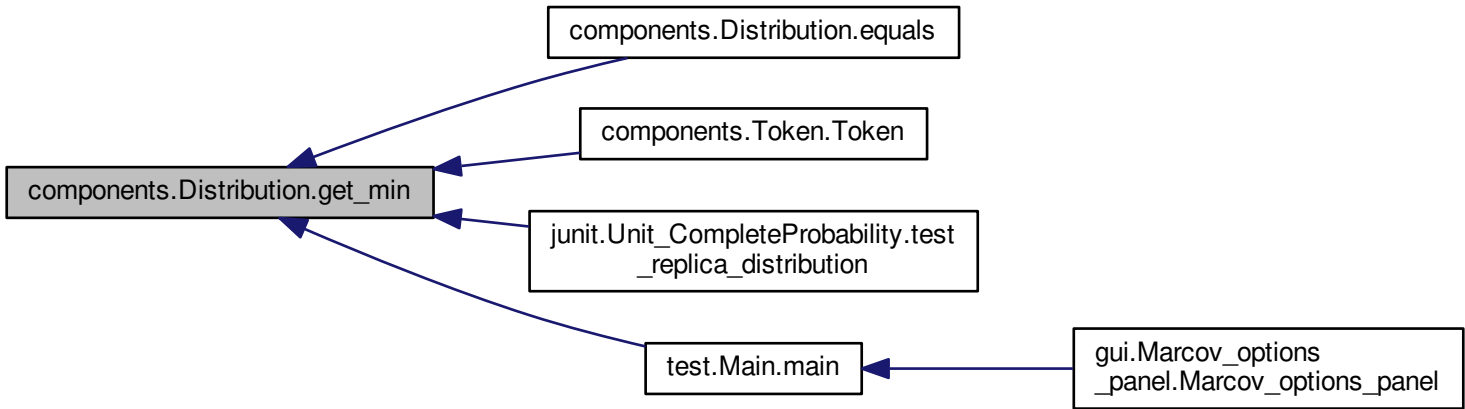 components.Distribution.equals
components.Token.Token
components.Distribution.get_min
junit.Unit_CompleteProbability.test
_replica_distribution
test.Main.main
gui.Marcov_options
_panel.Marcov_options_panel